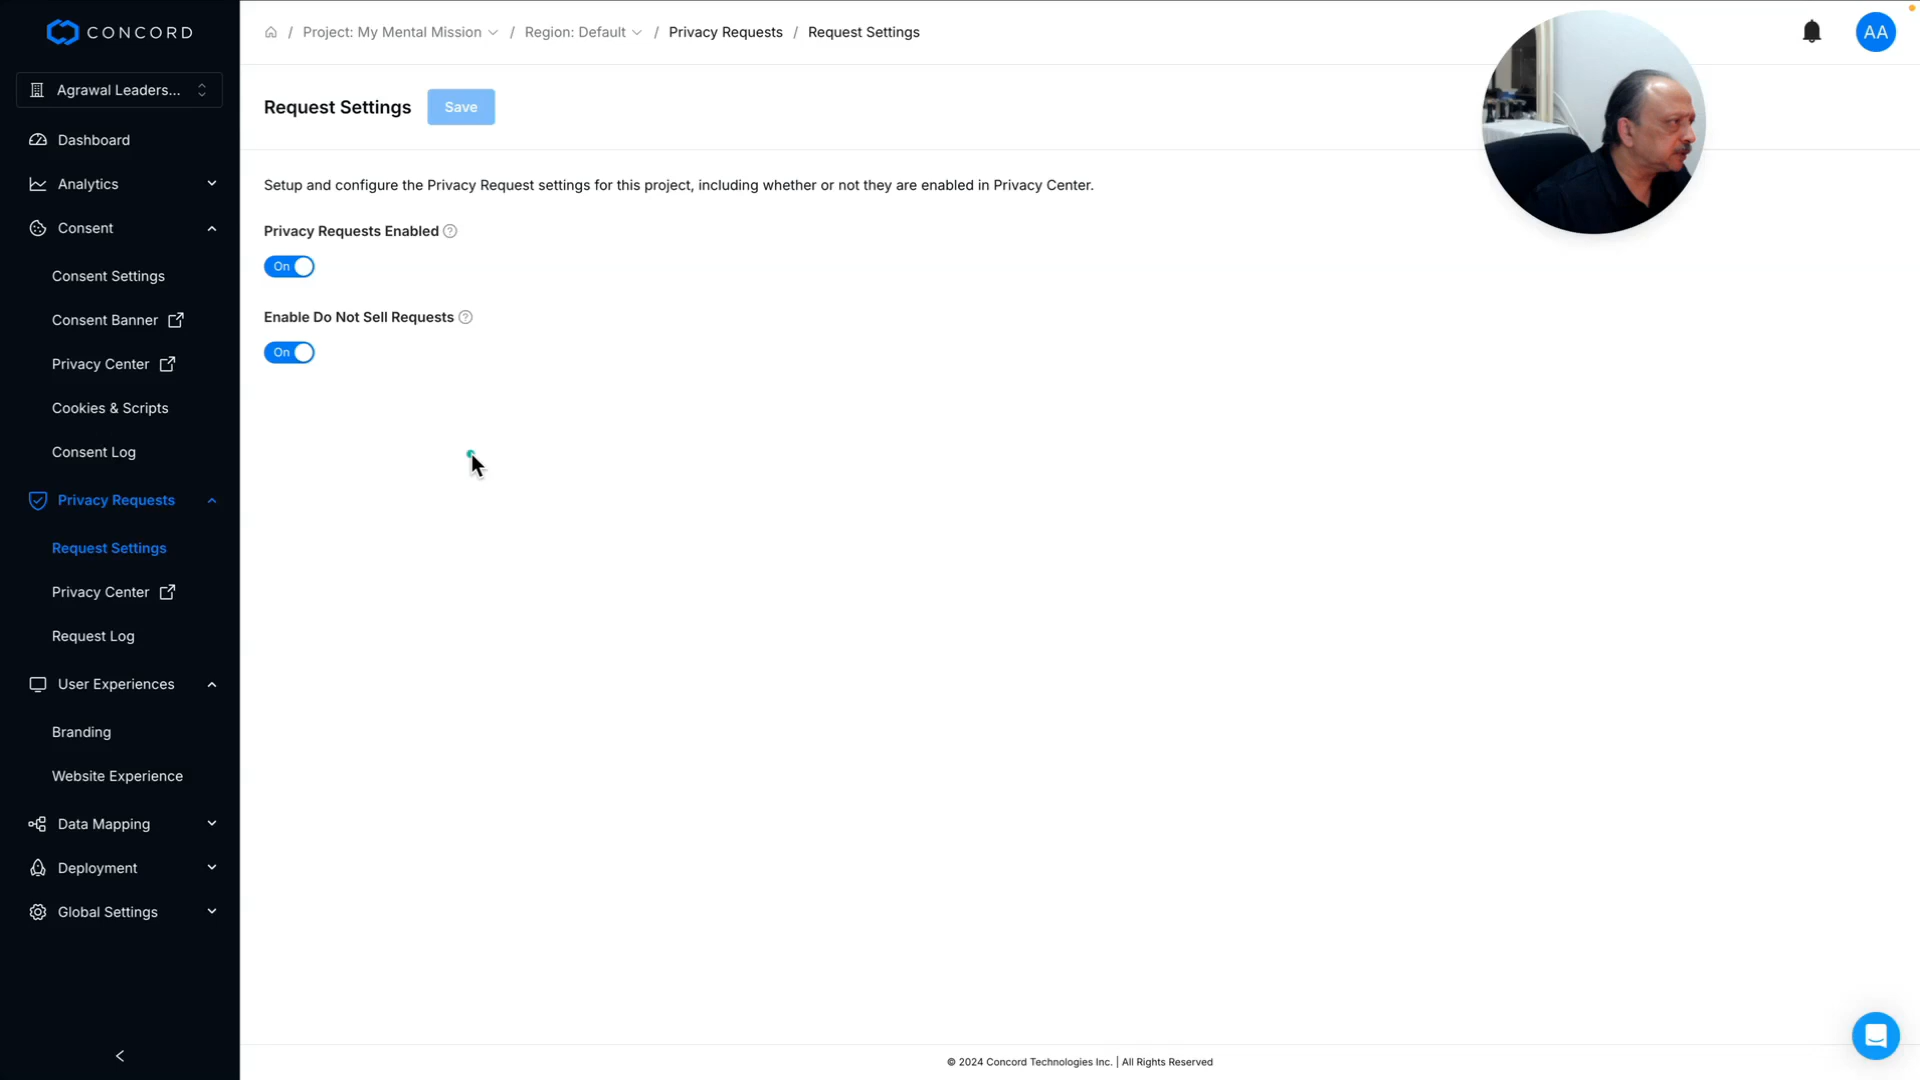 CONCORD
Agrawal Leaders...
Dashboard
Analytics
Consent
Consent Settings
Consent Banner
Privacy Center
Cookies & Scripts
Consent Log
Privacy Requests
Request Settings
Privacy Center
Request Log
User Experiences
Branding
Website Experience
Data Mapping
Deployment
Global Settings
/ Project: My Mental Mission / Region: Default / Privacy Requests / Request Settings
AA
Request Settings Save
Setup and configure the Privacy Request settings for this project, including whether or not they are enabled in Privacy Center.
Privacy Requests Enabled ?
On
Enable Do Not Sell Requests ?
On
© 2024 Concord Technologies Inc. | All Rights Reserved